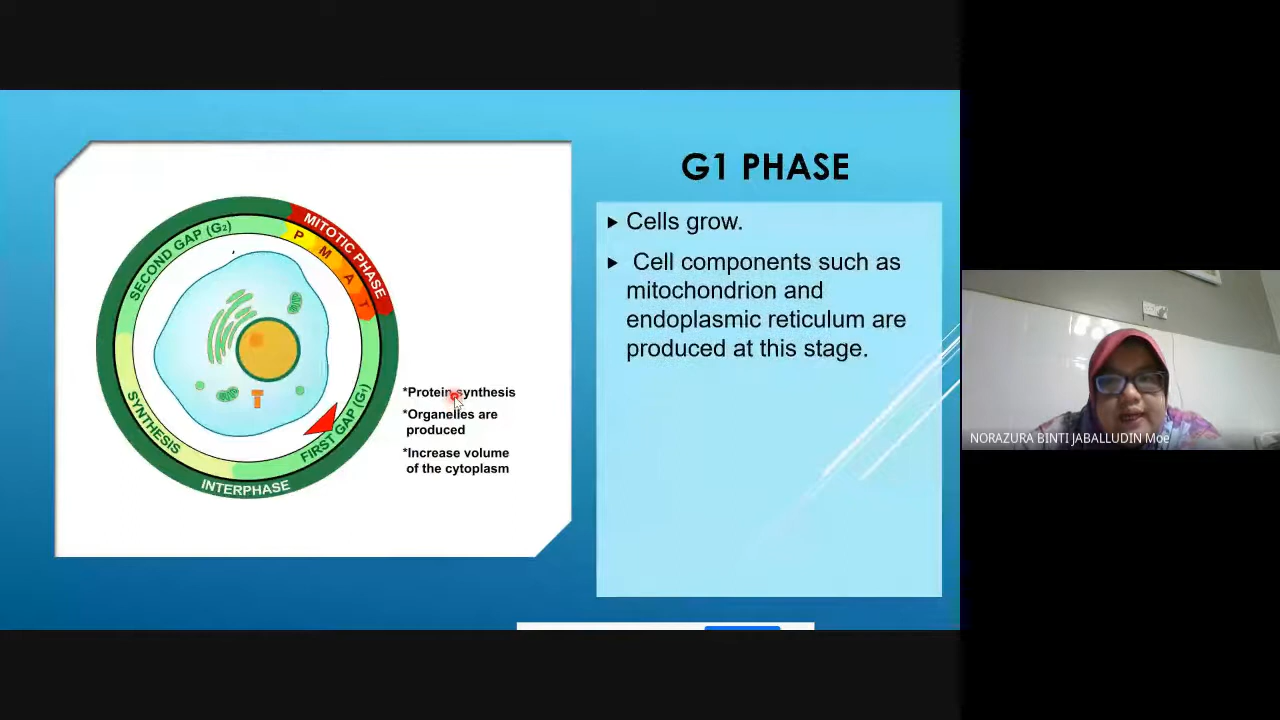 G1 PHASE
Cells grow.
Cell components such as
mitochondrion and
endoplasmic reticulum are
produced at this stage.
MITOTIC PHASE
P M A T
SECOND GAP (G₂)
SYNTHESIS
FIRST GAP (G₁)
INTERPHASE
*Protein synthesis
*Organelles are
produced
*Increase volume
of the cytoplasm
NORAZURA BINTI JABALLUDIN Moe